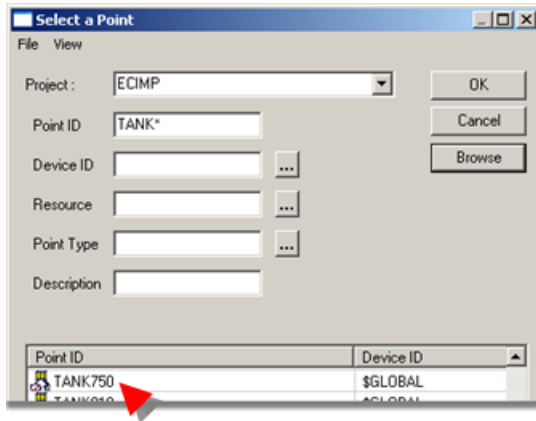 Select a Point
File View
Project : ECIMP OK
Point ID TANK* Cancel
Device ID ... Browse
Resource ...
Point Type ...
Description
Point ID Device ID
TANK750 $GLOBAL
$GLOBAL